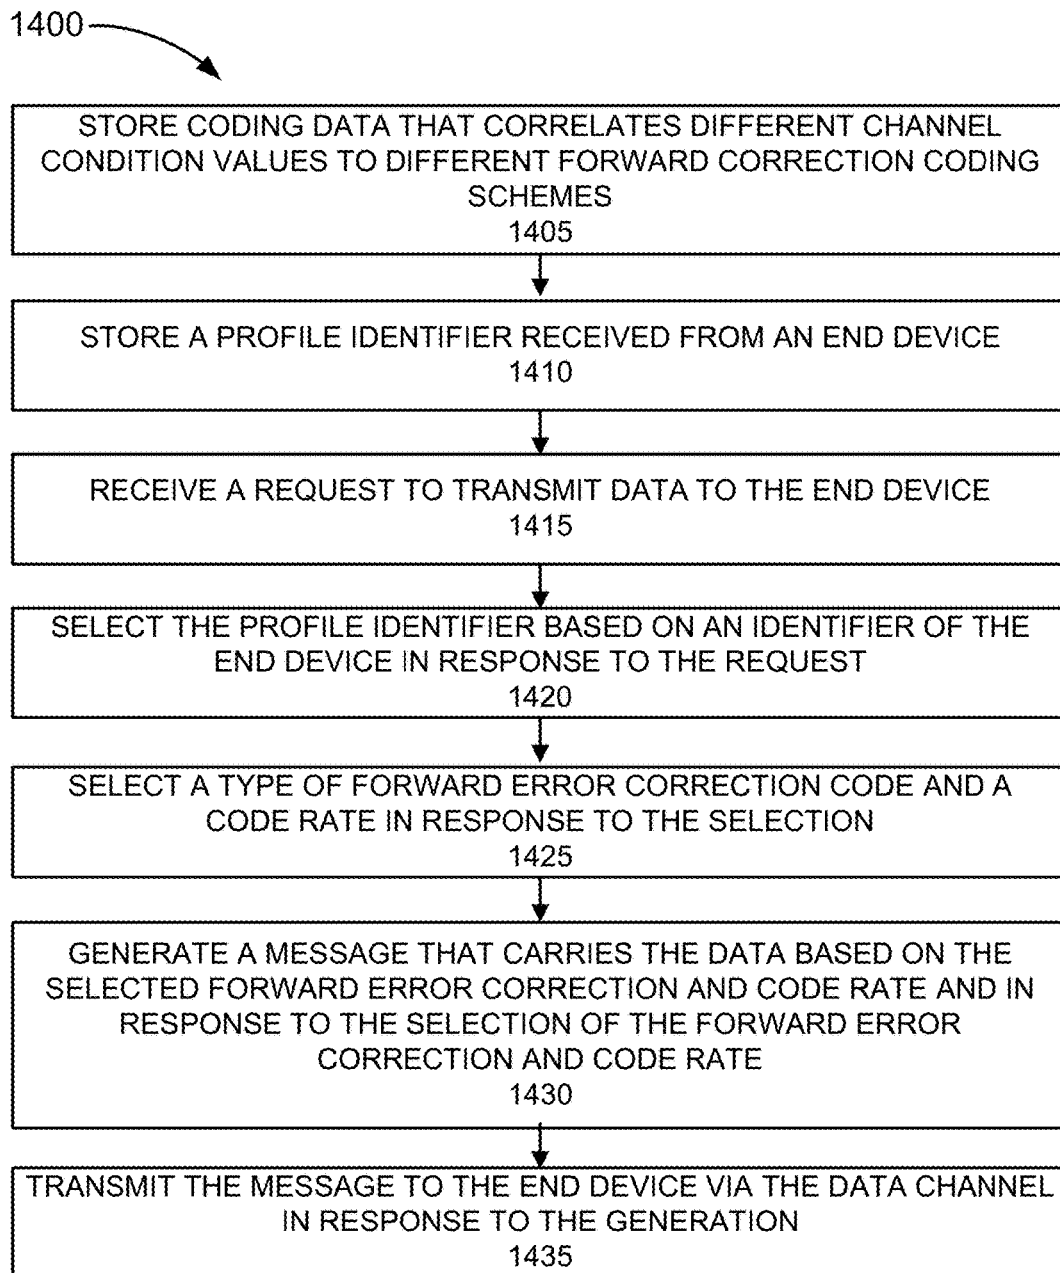 1400
STORE CODING DATA THAT CORRELATES DIFFERENT CHANNEL
CONDITION VALUES TO DIFFERENT FORWARD CORRECTION CODING
SCHEMES
1405
STORE A PROFILE IDENTIFIER RECEIVED FROM AN END DEVICE
1410
RECEIVE A REQUEST TO TRANSMIT DATA TO THE END DEVICE
1415
SELECT THE PROFILE IDENTIFIER BASED ON AN IDENTIFIER OF THE
END DEVICE IN RESPONSE TO THE REQUEST
1420
SELECT A TYPE OF FORWARD ERROR CORRECTION CODE AND A
CODE RATE IN RESPONSE TO THE SELECTION
1425
GENERATE A MESSAGE THAT CARRIES THE DATA BASED ON THE
SELECTED FORWARD ERROR CORRECTION AND CODE RATE AND IN
RESPONSE TO THE SELECTION OF THE FORWARD ERROR
CORRECTION AND CODE RATE
1430
TRANSMIT THE MESSAGE TO THE END DEVICE VIA THE DATA CHANNEL
IN RESPONSE TO THE GENERATION
1435